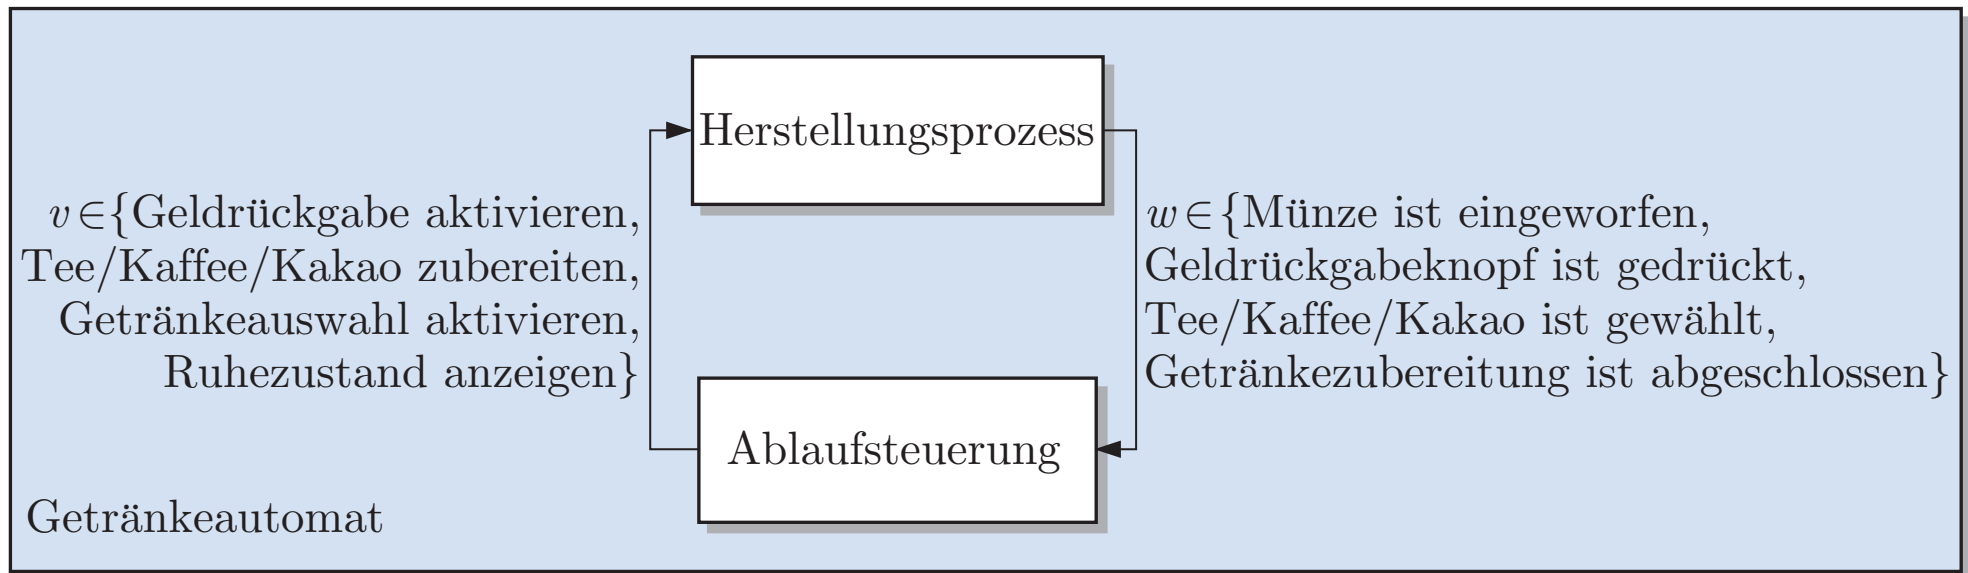 Herstellungsprozess
v∈{Geldrückgabe aktivieren,
Tee/Kaffee/Kakao zubereiten,
Getränkeauswahl aktivieren,
Ruhezustand anzeigen}
w∈{Münze ist eingeworfen,
Geldrückgabeknopf ist gedrückt,
Tee/Kaffee/Kakao ist gewählt,
Getränkezubereitung ist abgeschlossen}
Ablaufsteuerung
Getränkeautomat